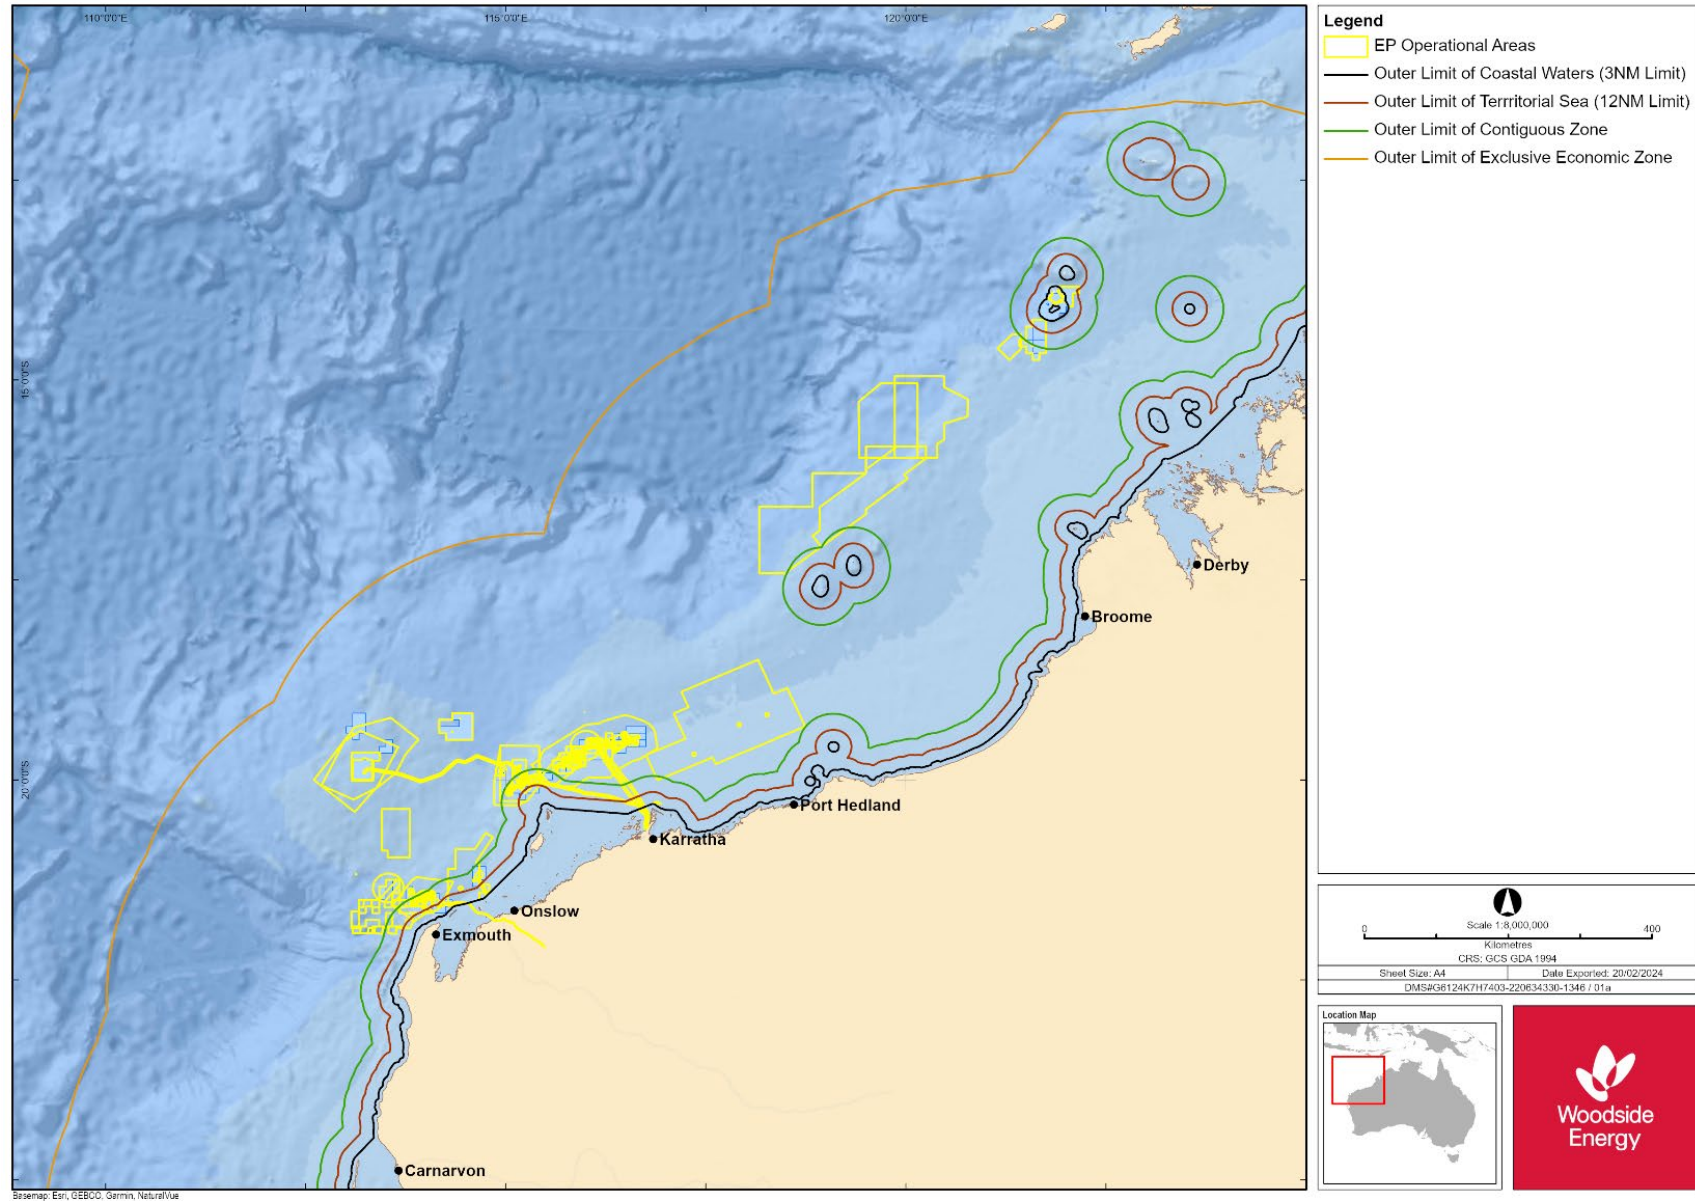 110°0'0"E
115°0'0"E
120°0'0"E
15°0'0"S
20°0'0"S
Derby
Broome
Port Hedland
Karratha
Onslow
Exmouth
Carnarvon
Basemap: Esri, GEBCO, Garmin, NaturalVue
Legend
EP Operational Areas
Outer Limit of Coastal Waters (3NM Limit)
Outer Limit of Terrritorial Sea (12NM Limit)
Outer Limit of Contiguous Zone
Outer Limit of Exclusive Economic Zone
Scale 1:8,000,000
0 400
Kilometres
CRS: GCS GDA 1994
Sheet Size: A4 Date Exported: 20/02/2024
DMS#G6124K7H7403-220634330-1346 / 01a
Location Map
Woodside
Energy